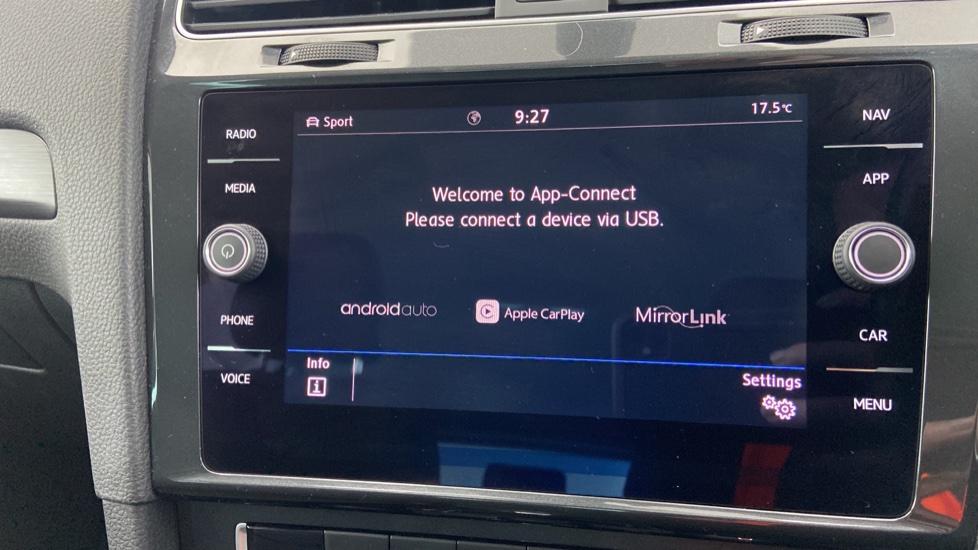 Sport 9:27 17.5°C
RADIO
MEDIA
PHONE
VOICE
Welcome to App-Connect
Please connect a device via USB.
androidauto Apple CarPlay MirrorLink
Info
Settings
NAV
APP
CAR
MENU